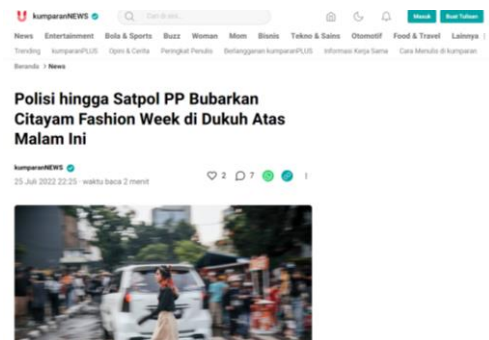 kumparanNEWS
Cari di sini...
Masuk
Buat Tulisan
News Entertainment Bola & Sports Buzz Woman Mom Bisnis Tekno & Sains Otomotif Food & Travel Lainnya
Trending kumparanPLUS Opini & Cerita Peringkat Penulis Berlangganan kumparanPLUS Informasi Kerja Sama Cara Menulis di kumparan
Beranda > News
Polisi hingga Satpol PP Bubarkan
Citayam Fashion Week di Dukuh Atas
Malam Ini
kumparanNEWS
25 Juli 2022 22:25 · waktu baca 2 menit
2 7